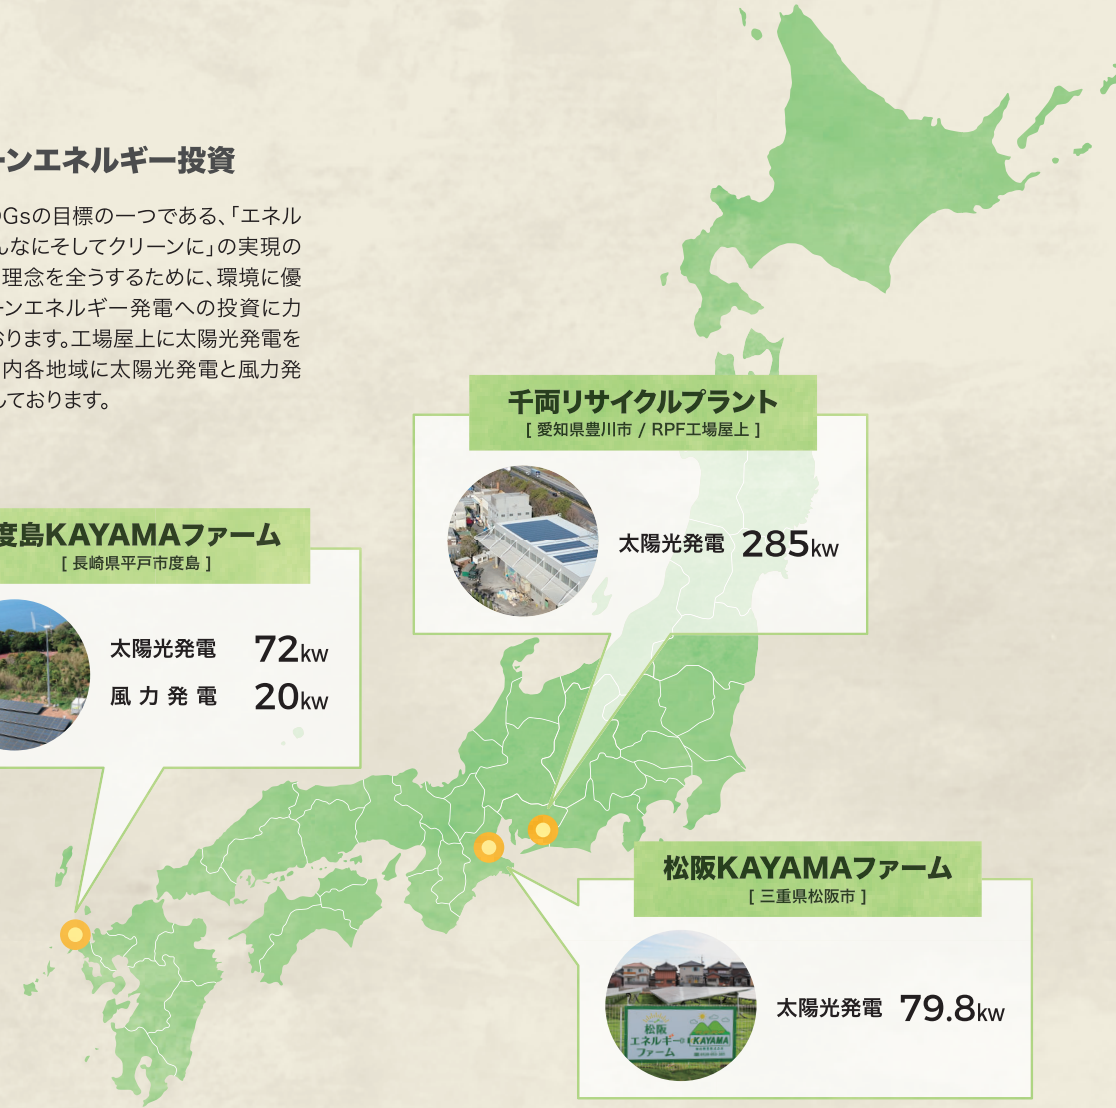 ーンエネルギー投資
Gsの目標の一つである、「エネル
んなにそしてクリーンに」の実現の
理念を全うするために、環境に優
ーンエネルギー発電への投資に力
おります。工場屋上に太陽光発電を
内各地域に太陽光発電と風力発
しております。
千両リサイクルプラント
[ 愛知県豊川市 / RPF工場屋上 ]
太陽光発電 285kw
度島KAYAMAファーム
[ 長崎県平戸市度島 ]
太陽光発電 72kw
風力発電 20kw
松阪KAYAMAファーム
[ 三重県松阪市 ]
太陽光発電 79.8kw
松阪
エネルギー
ファーム
KAYAMA